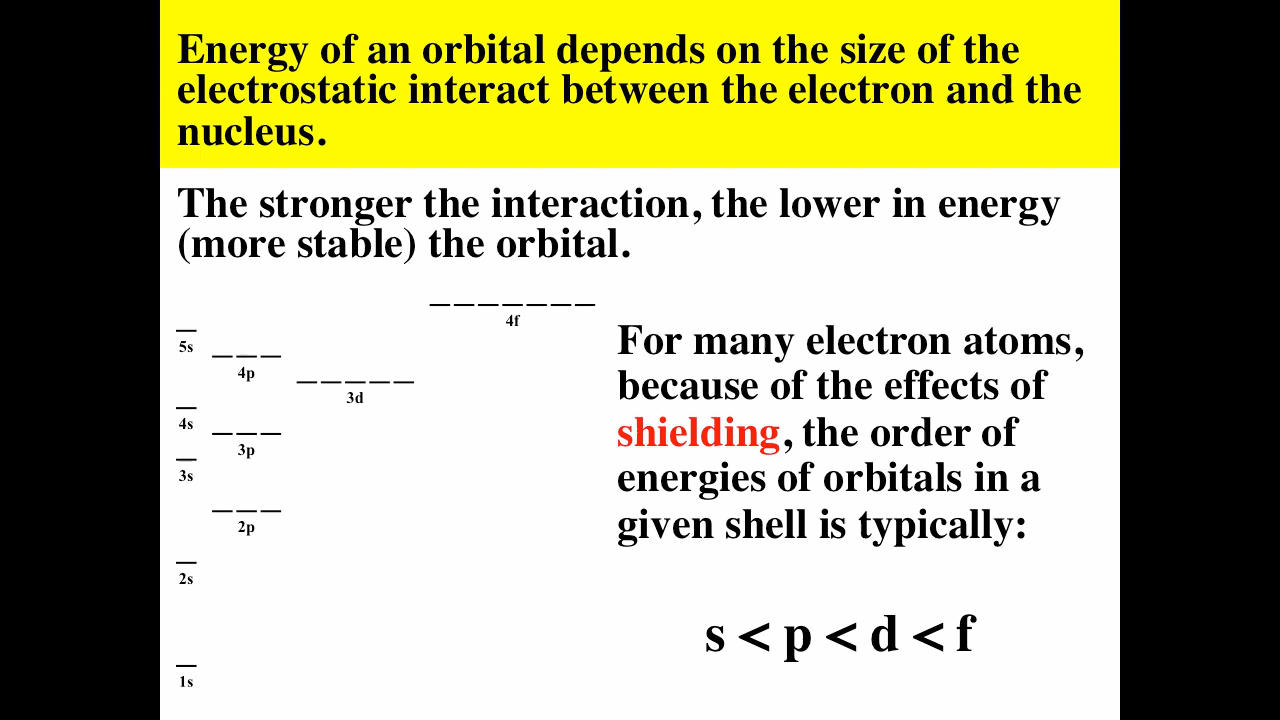 Energy of an orbital depends on the size of the
electrostatic interact between the electron and the
nucleus.
The stronger the interaction, the lower in energy
(more stable) the orbital.
4f
5s
4p
3d
4s
3p
3s
2p
2s
1s
For many electron atoms,
because of the effects of
shielding, the order of
energies of orbitals in a
given shell is typically:
s < p < d < f